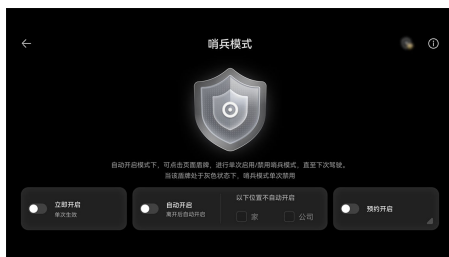 哨兵模式
自动开启模式下，可点击页面盾牌，进行单次启用/禁用哨兵模式，直至下次驾驶。
当该盾牌处于灰色状态下，哨兵模式单次禁用
立即开启
单次生效
自动开启
离开后自动开启
以下位置不自动开启
家
公司
预约开启